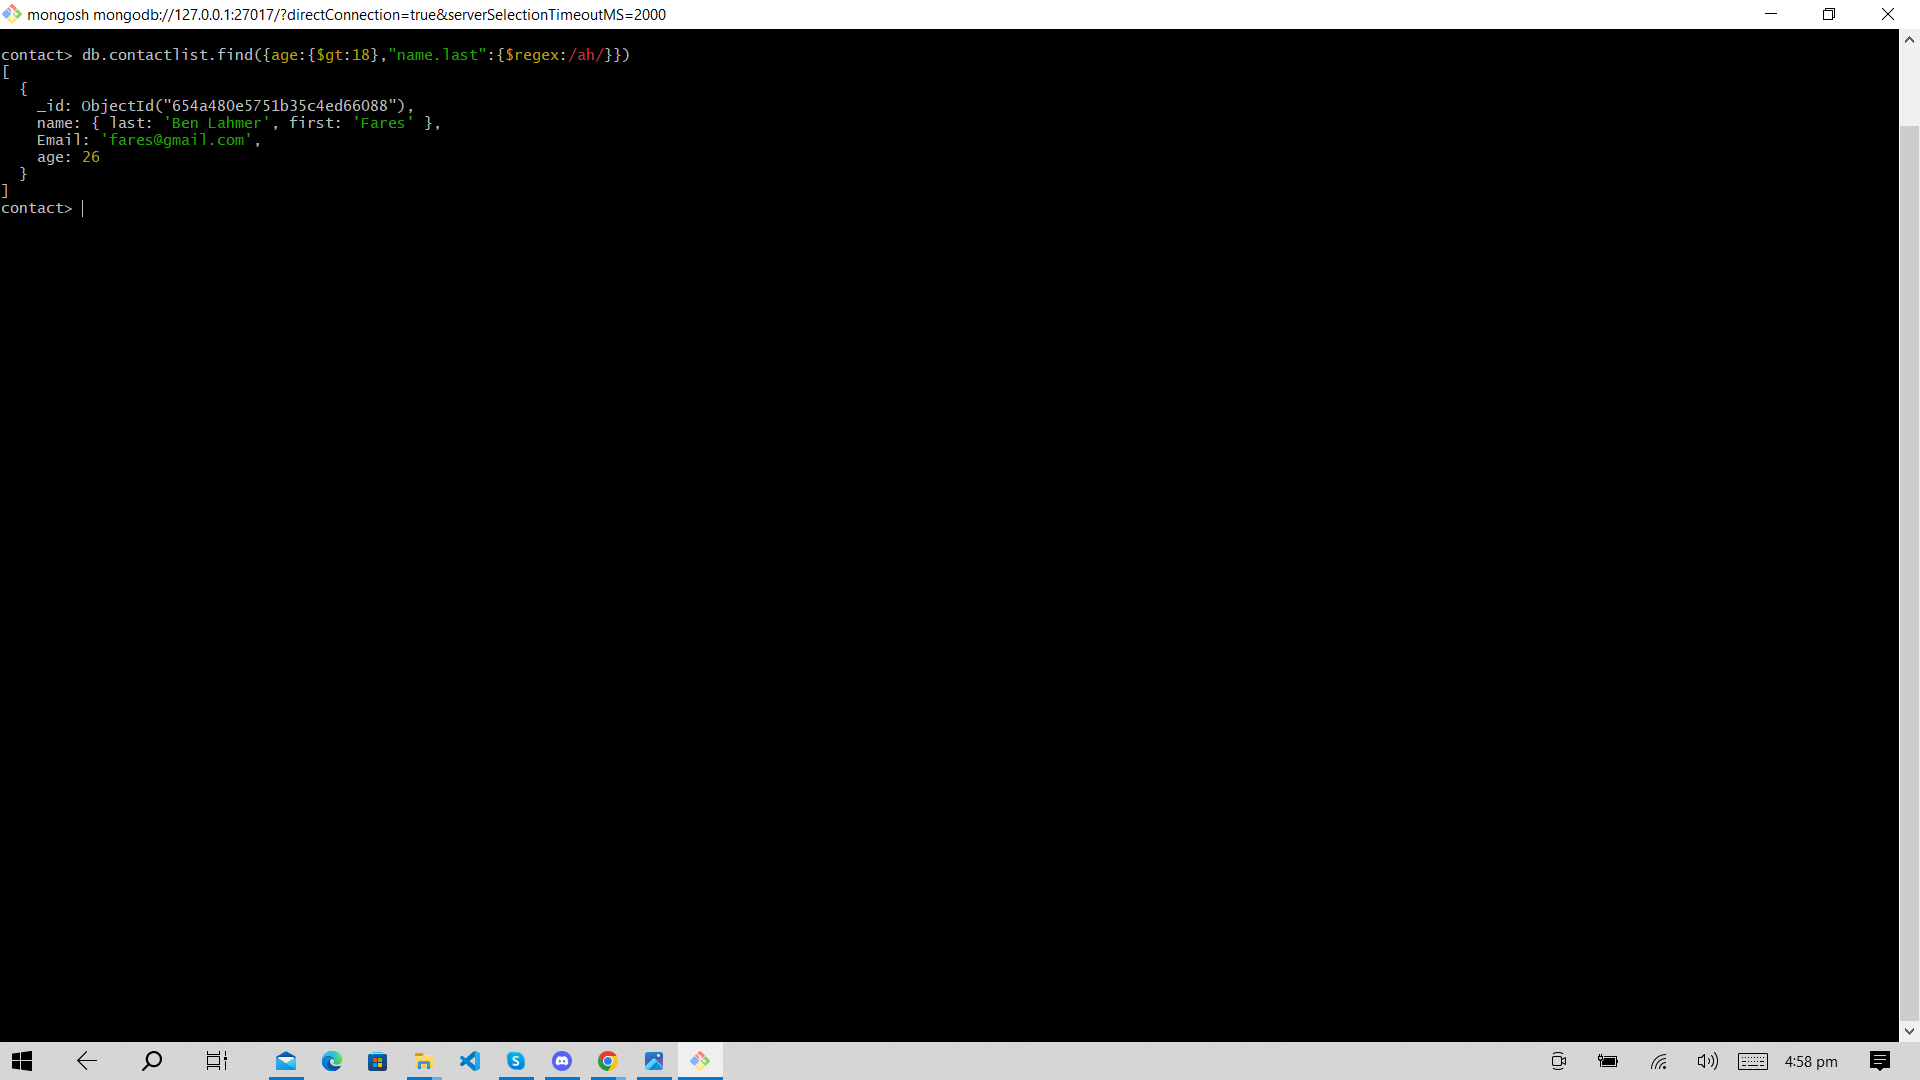 mongosh mongodb://127.0.0.1:27017/?directConnection=true&serverSelectionTimeoutMS=2000
contact> db.contactlist.find({age:{$gt:18},"name.last":{$regex:/ah/}})
[
  {
    _id: ObjectId("654a480e5751b35c4ed66088"),
    name: { last: 'Ben Lahmer', first: 'Fares' },
    Email: 'fares@gmail.com',
    age: 26
  }
]
contact>
4:58 pm